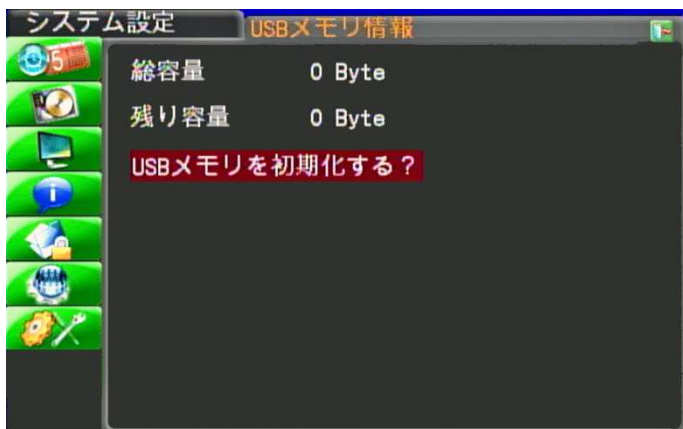 システム設定
USBメモリ情報
5
総容量 0 Byte
残り容量 0 Byte
USBメモリを初期化する？
i